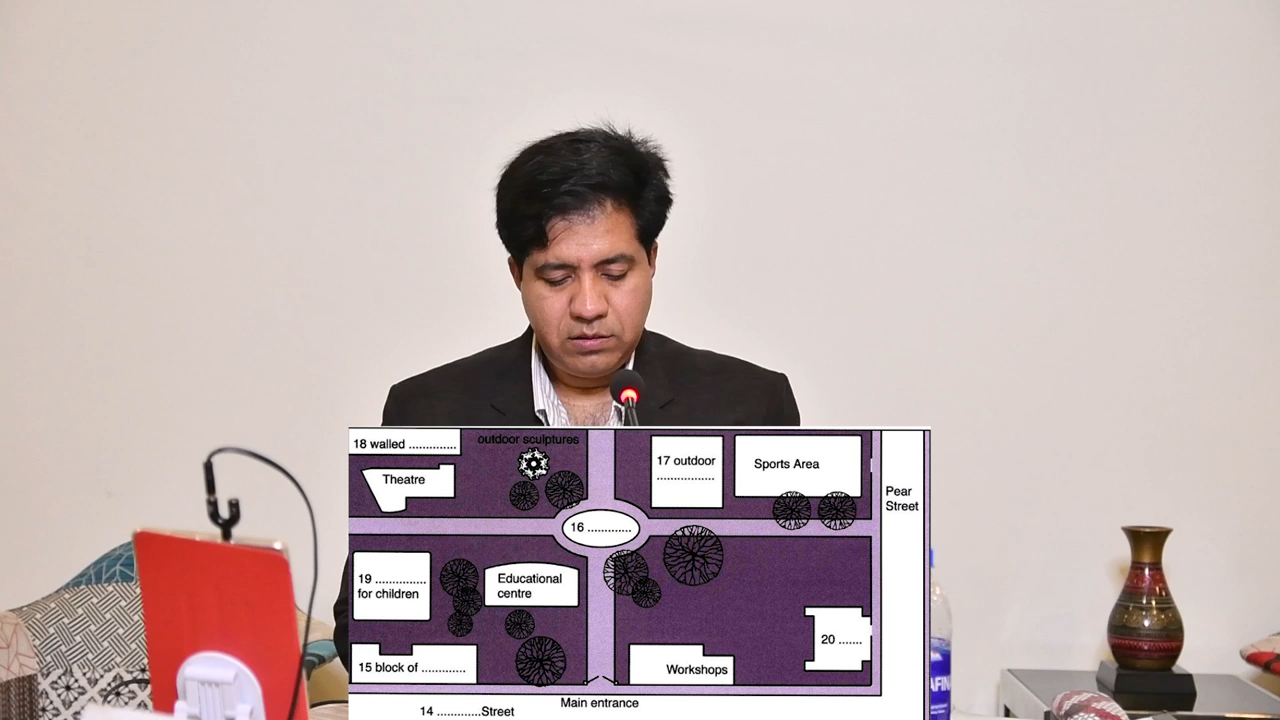 18 walled ..............
outdoor sculptures
17 outdoor
.................
Sports Area
Theatre
Pear
Street
16 .............
19 ...............
for children
Educational
centre
20 .......
15 block of .............
Workshops
Main entrance
14 .............Street
AFIN